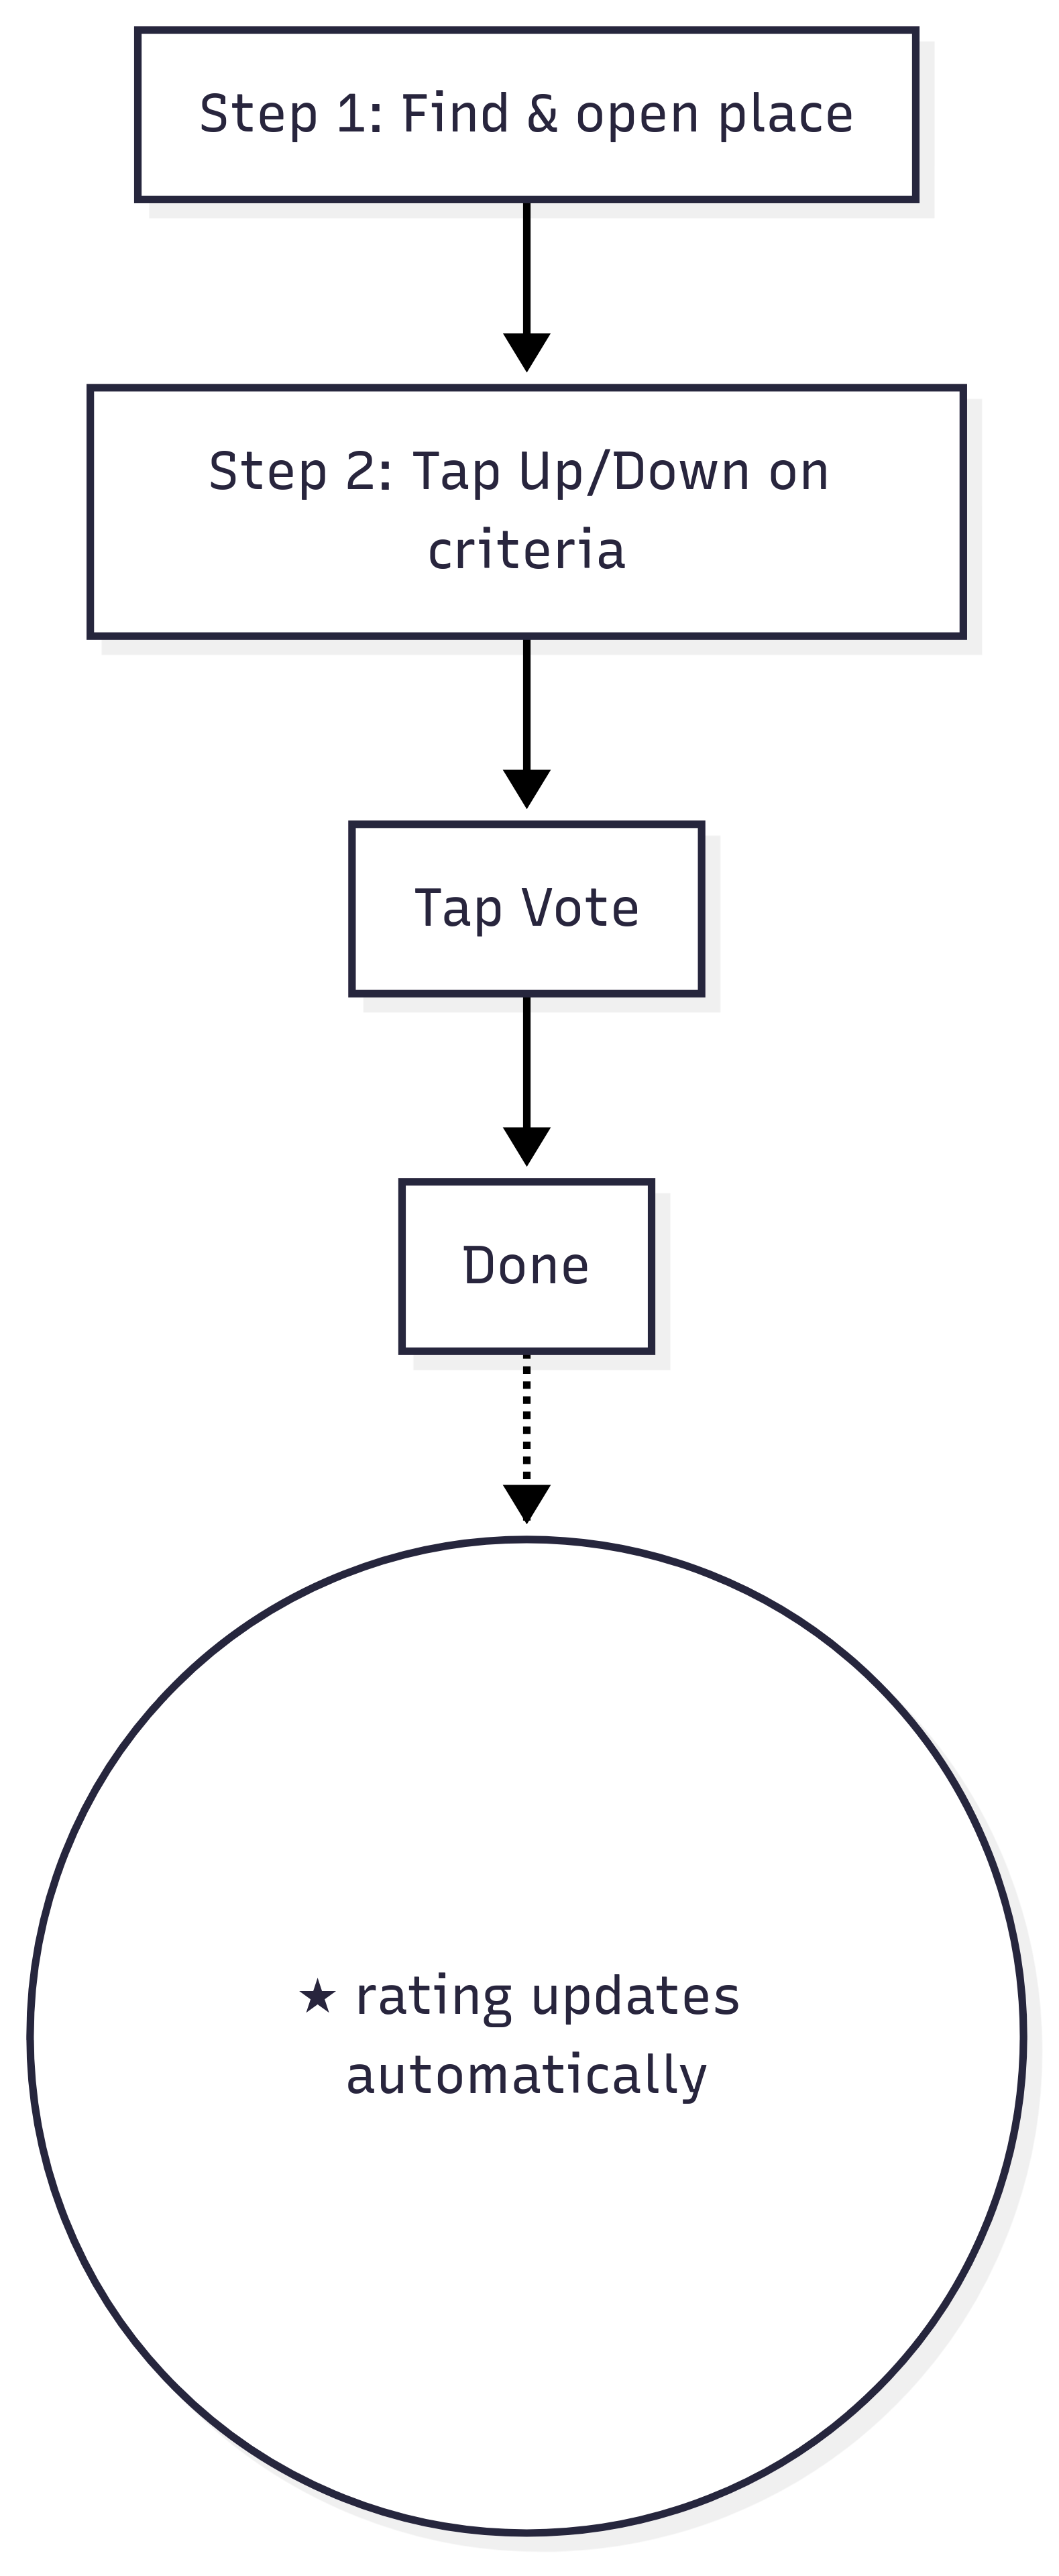 Step 1: Find & open place
Step 2: Tap Up/Down on
criteria
Tap Vote
Done
★ rating updates
automatically